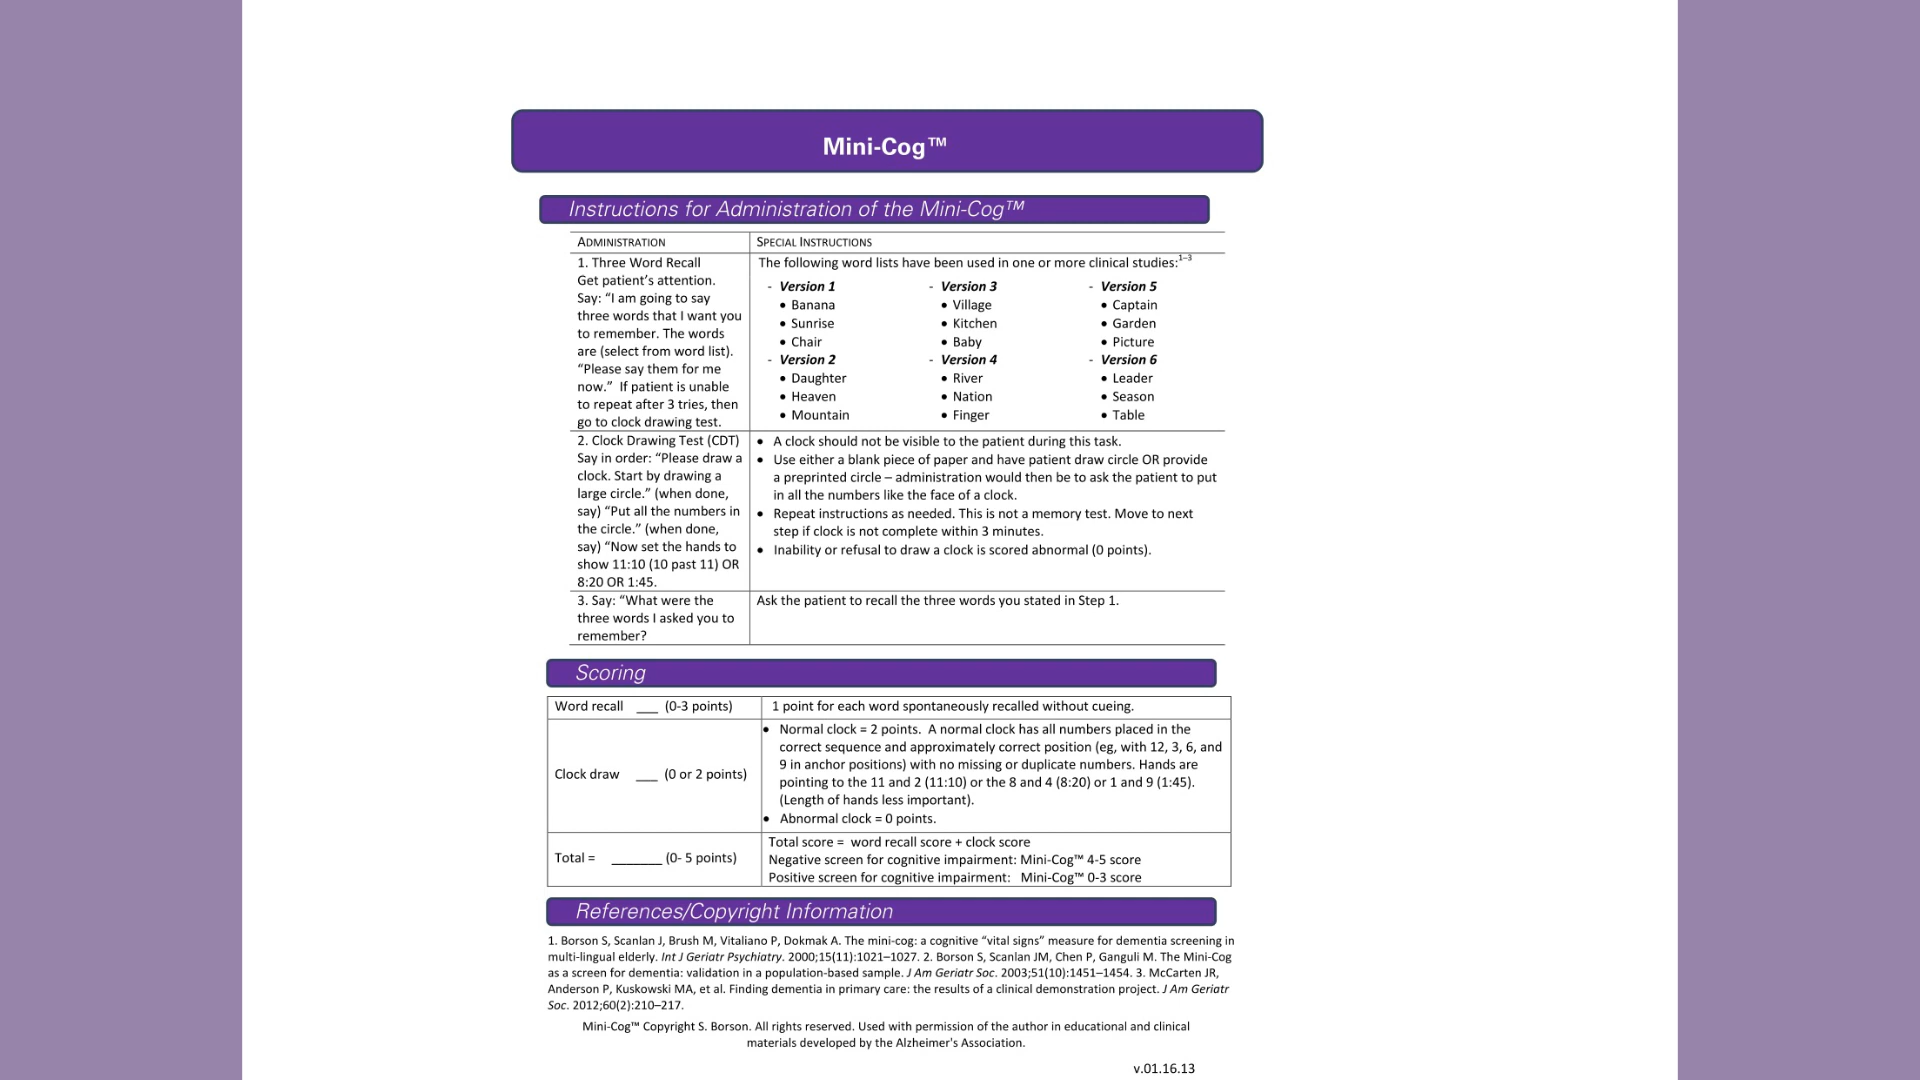 Mini-Cog™
Instructions for Administration of the Mini-Cog™
ADMINISTRATION
SPECIAL INSTRUCTIONS
1. Three Word Recall
Get patient’s attention.
Say: “I am going to say
three words that I want you
to remember. The words
are (select from word list).
“Please say them for me
now.”  If patient is unable
to repeat after 3 tries, then
go to clock drawing test.
The following word lists have been used in one or more clinical studies:1–3
- Version 1
• Banana
• Sunrise
• Chair
- Version 2
• Daughter
• Heaven
• Mountain
- Version 3
• Village
• Kitchen
• Baby
- Version 4
• River
• Nation
• Finger
- Version 5
• Captain
• Garden
• Picture
- Version 6
• Leader
• Season
• Table
2. Clock Drawing Test (CDT)
Say in order: “Please draw a
clock. Start by drawing a
large circle.” (when done,
say) “Put all the numbers in
the circle.” (when done,
say) “Now set the hands to
show 11:10 (10 past 11) OR
8:20 OR 1:45.
• A clock should not be visible to the patient during this task.
• Use either a blank piece of paper and have patient draw circle OR provide
a preprinted circle – administration would then be to ask the patient to put
in all the numbers like the face of a clock.
• Repeat instructions as needed. This is not a memory test. Move to next
step if clock is not complete within 3 minutes.
• Inability or refusal to draw a clock is scored abnormal (0 points).
3. Say: “What were the
three words I asked you to
remember?
Ask the patient to recall the three words you stated in Step 1.
Scoring
Word recall ___ (0-3 points)
1 point for each word spontaneously recalled without cueing.
Clock draw ___ (0 or 2 points)
• Normal clock = 2 points.  A normal clock has all numbers placed in the
correct sequence and approximately correct position (eg, with 12, 3, 6, and
9 in anchor positions) with no missing or duplicate numbers. Hands are
pointing to the 11 and 2 (11:10) or the 8 and 4 (8:20) or 1 and 9 (1:45).
(Length of hands less important).
• Abnormal clock = 0 points.
Total = _______ (0- 5 points)
Total score =  word recall score + clock score
Negative screen for cognitive impairment: Mini-Cog™ 4-5 score
Positive screen for cognitive impairment:   Mini-Cog™ 0-3 score
References/Copyright Information
1. Borson S, Scanlan J, Brush M, Vitaliano P, Dokmak A. The mini-cog: a cognitive “vital signs” measure for dementia screening in
multi-lingual elderly. Int J Geriatr Psychiatry. 2000;15(11):1021–1027. 2. Borson S, Scanlan JM, Chen P, Ganguli M. The Mini-Cog
as a screen for dementia: validation in a population-based sample. J Am Geriatr Soc. 2003;51(10):1451–1454. 3. McCarten JR,
Anderson P, Kuskowski MA, et al. Finding dementia in primary care: the results of a clinical demonstration project. J Am Geriatr
Soc. 2012;60(2):210–217.
Mini-Cog™ Copyright S. Borson. All rights reserved. Used with permission of the author in educational and clinical
materials developed by the Alzheimer's Association.
v.01.16.13